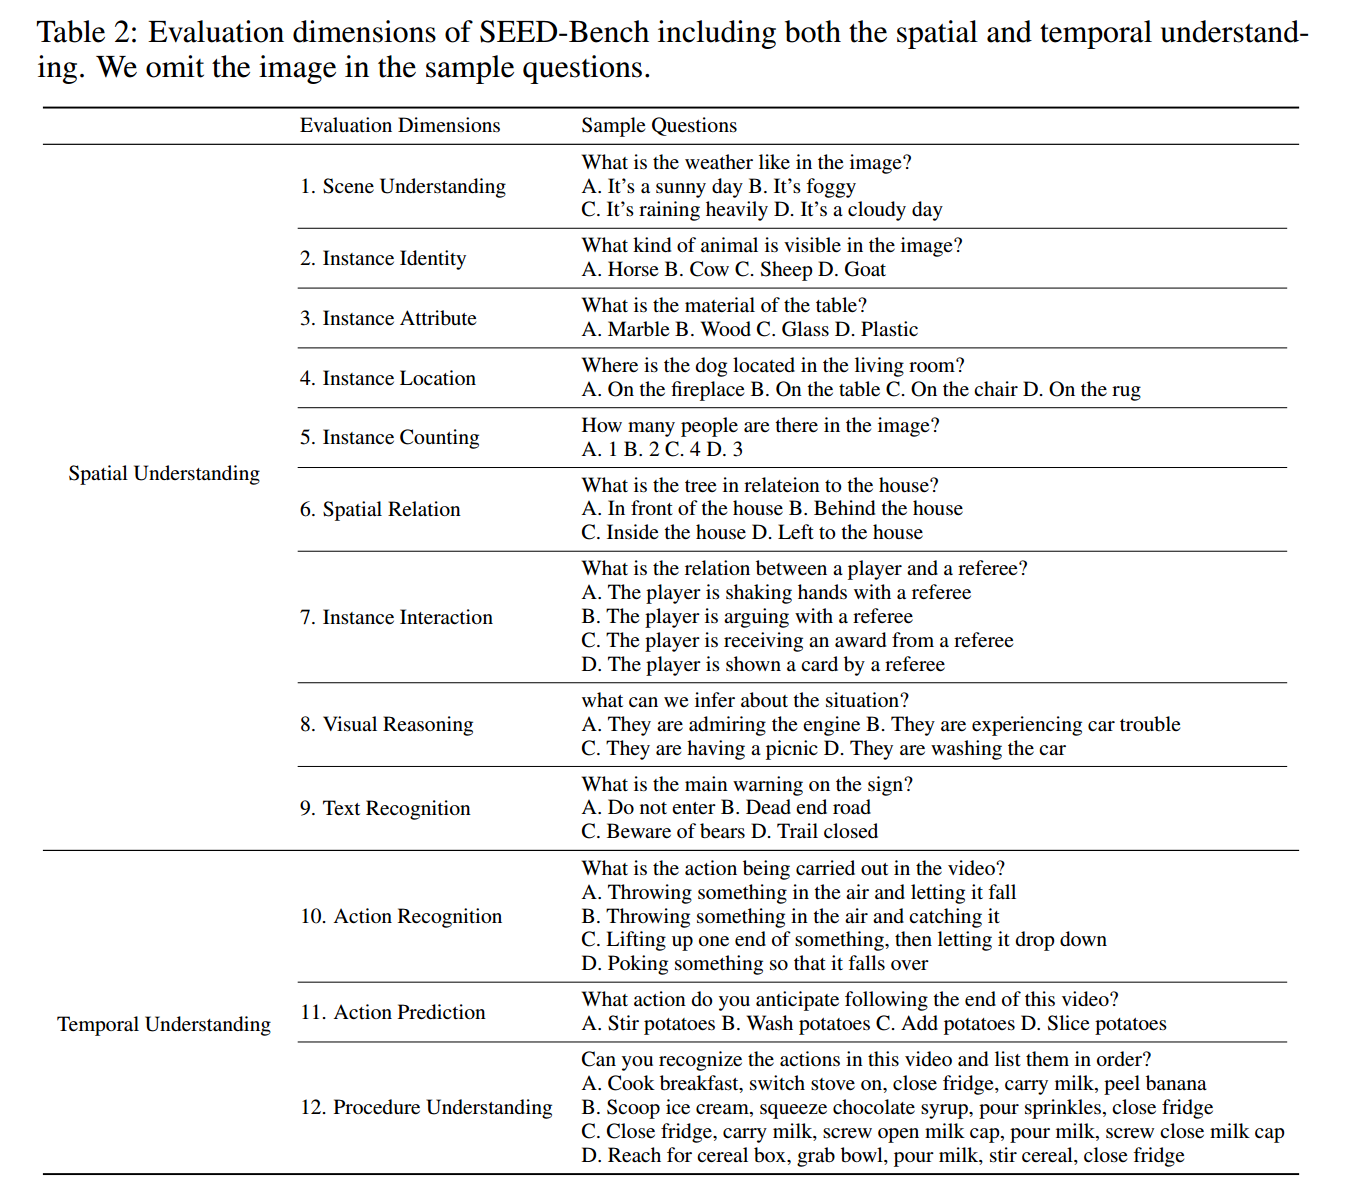 Table 2: Evaluation dimensions of SEED-Bench including both the spatial and temporal understand-
ing. We omit the image in the sample questions.
Evaluation Dimensions Sample Questions
Spatial Understanding
1. Scene Understanding
What is the weather like in the image?
A. It's a sunny day B. It's foggy
C. It's raining heavily D. It's a cloudy day
2. Instance Identity
What kind of animal is visible in the image?
A. Horse B. Cow C. Sheep D. Goat
3. Instance Attribute
What is the material of the table?
A. Marble B. Wood C. Glass D. Plastic
4. Instance Location
Where is the dog located in the living room?
A. On the fireplace B. On the table C. On the chair D. On the rug
5. Instance Counting
How many people are there in the image?
A. 1 B. 2 C. 4 D. 3
6. Spatial Relation
What is the tree in relateion to the house?
A. In front of the house B. Behind the house
C. Inside the house D. Left to the house
7. Instance Interaction
What is the relation between a player and a referee?
A. The player is shaking hands with a referee
B. The player is arguing with a referee
C. The player is receiving an award from a referee
D. The player is shown a card by a referee
8. Visual Reasoning
what can we infer about the situation?
A. They are admiring the engine B. They are experiencing car trouble
C. They are having a picnic D. They are washing the car
9. Text Recognition
What is the main warning on the sign?
A. Do not enter B. Dead end road
C. Beware of bears D. Trail closed
Temporal Understanding
10. Action Recognition
What is the action being carried out in the video?
A. Throwing something in the air and letting it fall
B. Throwing something in the air and catching it
C. Lifting up one end of something, then letting it drop down
D. Poking something so that it falls over
11. Action Prediction
What action do you anticipate following the end of this video?
A. Stir potatoes B. Wash potatoes C. Add potatoes D. Slice potatoes
12. Procedure Understanding
Can you recognize the actions in this video and list them in order?
A. Cook breakfast, switch stove on, close fridge, carry milk, peel banana
B. Scoop ice cream, squeeze chocolate syrup, pour sprinkles, close fridge
C. Close fridge, carry milk, screw open milk cap, pour milk, screw close milk cap
D. Reach for cereal box, grab bowl, pour milk, stir cereal, close fridge